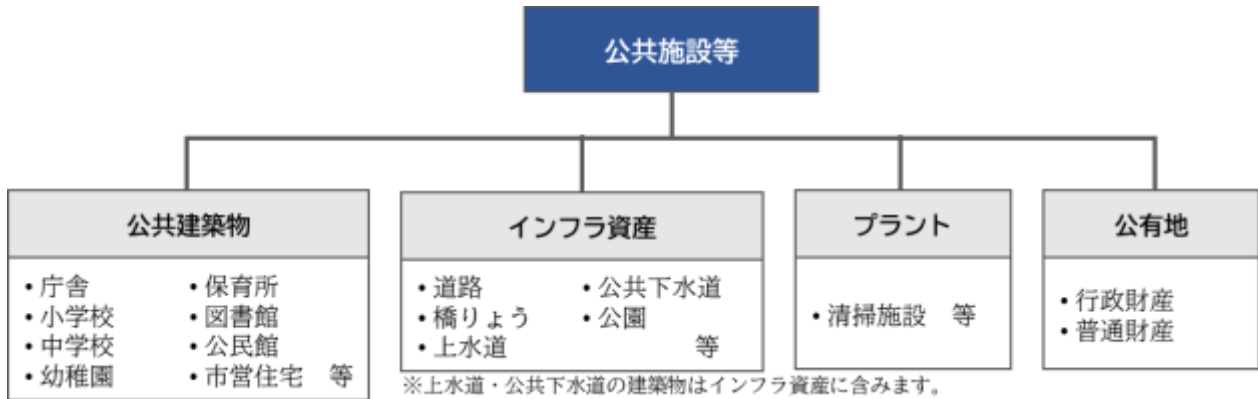 公共施設等
公共建築物
・庁舎
・小学校
・中学校
・幼稚園
・保育所
・図書館
・公民館
・市営住宅　等
インフラ資産
・道路
・橋りょう
・上水道
・公共下水道
・公園
等
※上水道・公共下水道の建築物はインフラ資産に含みます。
プラント
・清掃施設　等
公有地
・行政財産
・普通財産